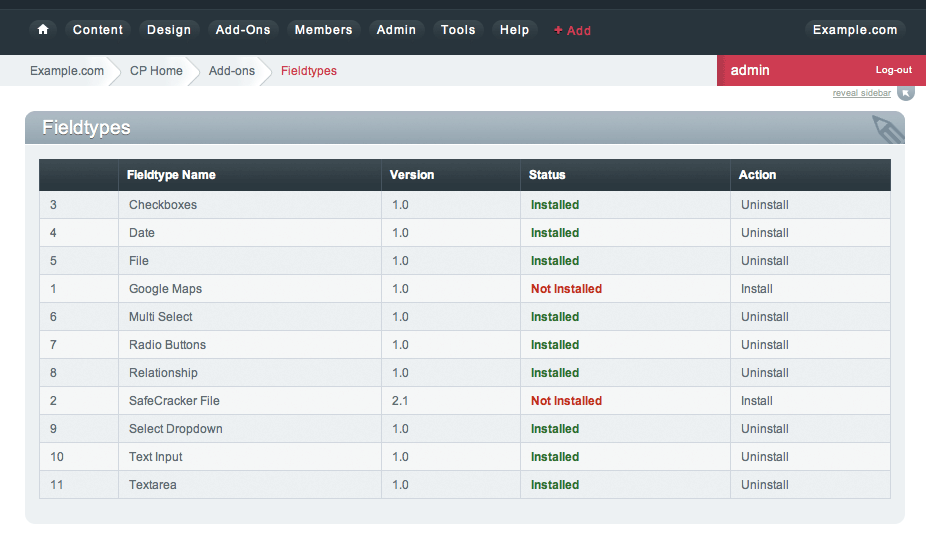 Content Design Add-Ons Members Admin Tools Help + Add Example.com
Example.com CP Home Add-ons Fieldtypes admin Log-out
reveal sidebar
Fieldtypes
Fieldtype Name Version Status Action
3 Checkboxes 1.0 Installed Uninstall
4 Date 1.0 Installed Uninstall
5 File 1.0 Installed Uninstall
1 Google Maps 1.0 Not Installed Install
6 Multi Select 1.0 Installed Uninstall
7 Radio Buttons 1.0 Installed Uninstall
8 Relationship 1.0 Installed Uninstall
2 SafeCracker File 2.1 Not Installed Install
9 Select Dropdown 1.0 Installed Uninstall
10 Text Input 1.0 Installed Uninstall
11 Textarea 1.0 Installed Uninstall